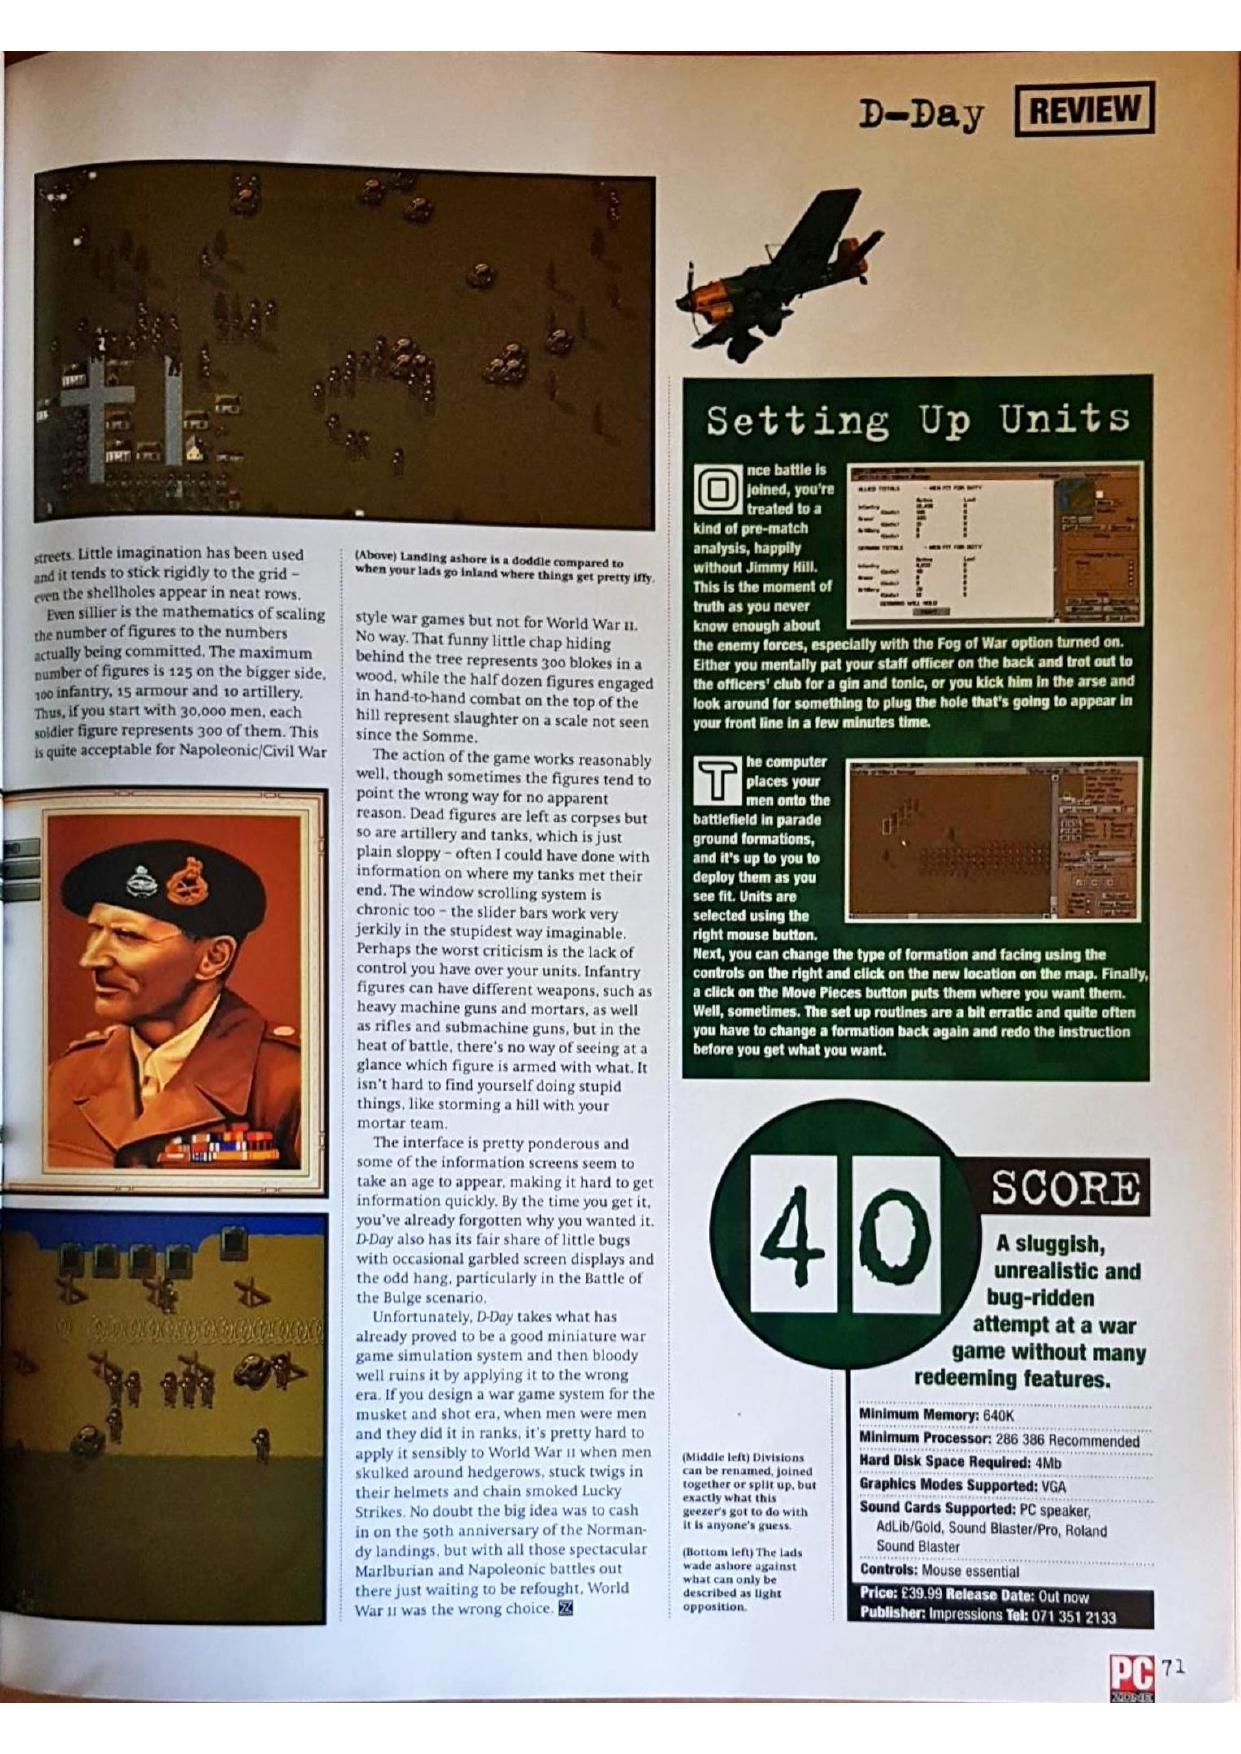 D-Day REVIEW
streets. Little imagination has been used
and it tends to stick rigidly to the grid –
even the shellholes appear in neat rows.
Even sillier is the mathematics of scaling
the number of figures to the numbers
actually being committed. The maximum
number of figures is 125 on the bigger side,
100 infantry, 15 armour and 10 artillery.
Thus, if you start with 30,000 men, each
soldier figure represents 300 of them. This
is quite acceptable for Napoleonic/Civil War
(Above) Landing ashore is a doddle compared to
when your lads go inland where things get pretty iffy.
style war games but not for World War II.
No way. That funny little chap hiding
behind the tree represents 300 blokes in a
wood, while the half dozen figures engaged
in hand-to-hand combat on the top of the
hill represent slaughter on a scale not seen
since the Somme.
The action of the game works reasonably
well, though sometimes the figures tend to
point the wrong way for no apparent
reason. Dead figures are left as corpses but
so are artillery and tanks, which is just
plain sloppy – often I could have done with
information on where my tanks met their
end. The window scrolling system is
chronic too – the slider bars work very
jerkily in the stupidest way imaginable.
Perhaps the worst criticism is the lack of
control you have over your units. Infantry
figures can have different weapons, such as
heavy machine guns and mortars, as well
as rifles and submachine guns, but in the
heat of battle, there's no way of seeing at a
glance which figure is armed with what. It
isn't hard to find yourself doing stupid
things, like storming a hill with your
mortar team.
The interface is pretty ponderous and
some of the information screens seem to
take an age to appear, making it hard to get
information quickly. By the time you get it,
you've already forgotten why you wanted it.
D-Day also has its fair share of little bugs
with occasional garbled screen displays and
the odd hang, particularly in the Battle of
the Bulge scenario.
Unfortunately, D-Day takes what has
already proved to be a good miniature war
game simulation system and then bloody
well ruins it by applying it to the wrong
era. If you design a war game system for the
musket and shot era, when men were men
and they did it in ranks, it's pretty hard to
apply it sensibly to World War II when men
skulked around hedgerows, stuck twigs in
their helmets and chain smoked Lucky
Strikes. No doubt the big idea was to cash
in on the 50th anniversary of the Norman-
dy landings, but with all those spectacular
Marlburian and Napoleonic battles out
there just waiting to be refought, World
War II was the wrong choice.
Setting Up Units
Once battle is
joined, you're
treated to a
kind of pre-match
analysis, happily
without Jimmy Hill.
This is the moment of
truth as you never
know enough about
the enemy forces, especially with the Fog of War option turned on.
Either you mentally pat your staff officer on the back and trot out to
the officers' club for a gin and tonic, or you kick him in the arse and
look around for something to plug the hole that's going to appear in
your front line in a few minutes time.
The computer
places your
men onto the
battlefield in parade
ground formations,
and it's up to you to
deploy them as you
see fit. Units are
selected using the
right mouse button.
Next, you can change the type of formation and facing using the
controls on the right and click on the new location on the map. Finally,
a click on the Move Pieces button puts them where you want them.
Well, sometimes. The set up routines are a bit erratic and quite often
you have to change a formation back again and redo the instruction
before you get what you want.
40
SCORE
A sluggish,
unrealistic and
bug-ridden
attempt at a war
game without many
redeeming features.
Minimum Memory: 640K
Minimum Processor: 286 386 Recommended
Hard Disk Space Required: 4Mb
Graphics Modes Supported: VGA
Sound Cards Supported: PC speaker,
AdLib/Gold, Sound Blaster/Pro, Roland
Sound Blaster
Controls: Mouse essential
Price: £39.99 Release Date: Out now
Publisher: Impressions Tel: 071 351 2133
(Middle left) Divisions
can be renamed, joined
together or split up, but
exactly what this
geezer's got to do with
it is anyone's guess.
(Bottom left) The lads
wade ashore against
what can only be
described as light
opposition.
PC
ZONE
71